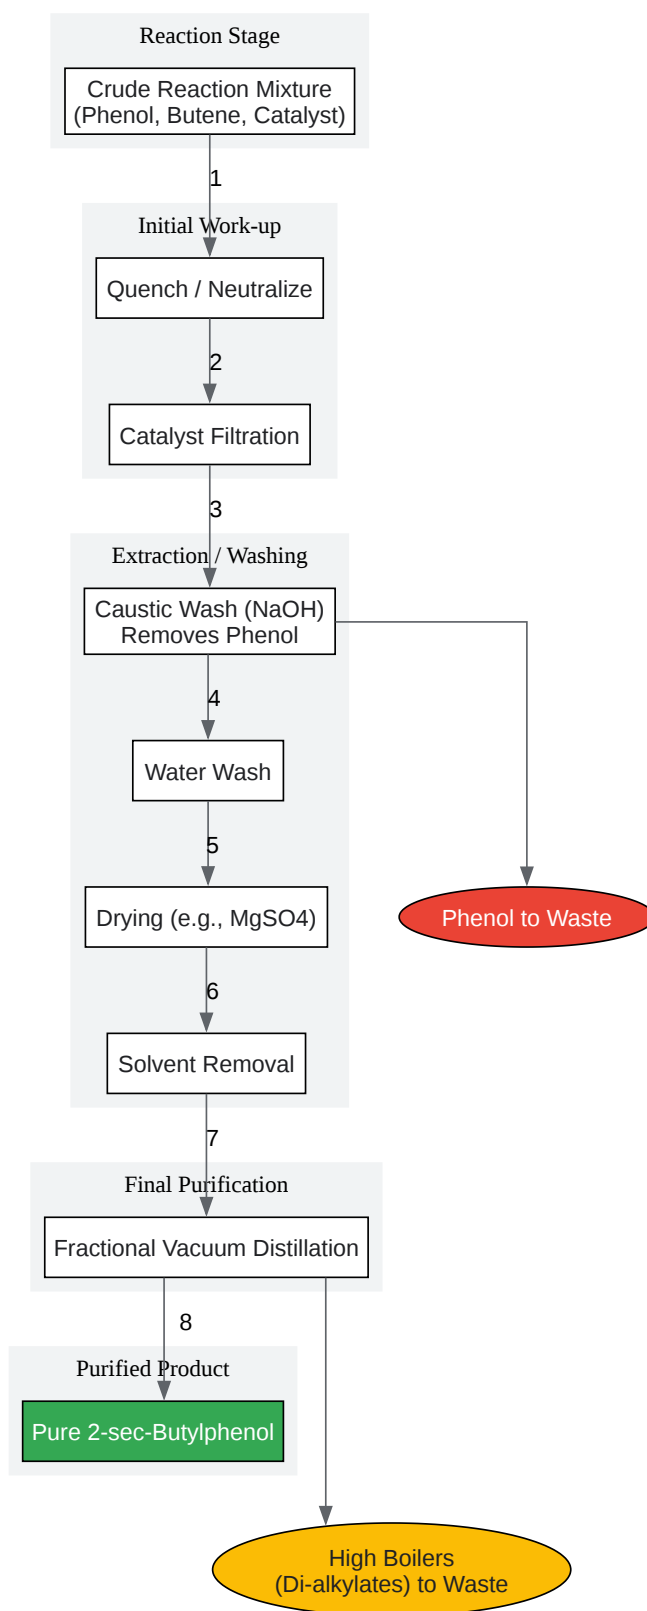 Reaction Stage
Crude Reaction Mixture
(Phenol, Butene, Catalyst)
1
Initial Work-up
Quench / Neutralize
2
Catalyst Filtration
3
Extraction / Washing
Caustic Wash (NaOH)
Removes Phenol
4
Water Wash
5
Drying (e.g., MgSO4)
Phenol to Waste
6
Solvent Removal
7
Final Purification
Fractional Vacuum Distillation
8
Purified Product
Pure 2-sec-Butylphenol
High Boilers
(Di-alkylates) to Waste